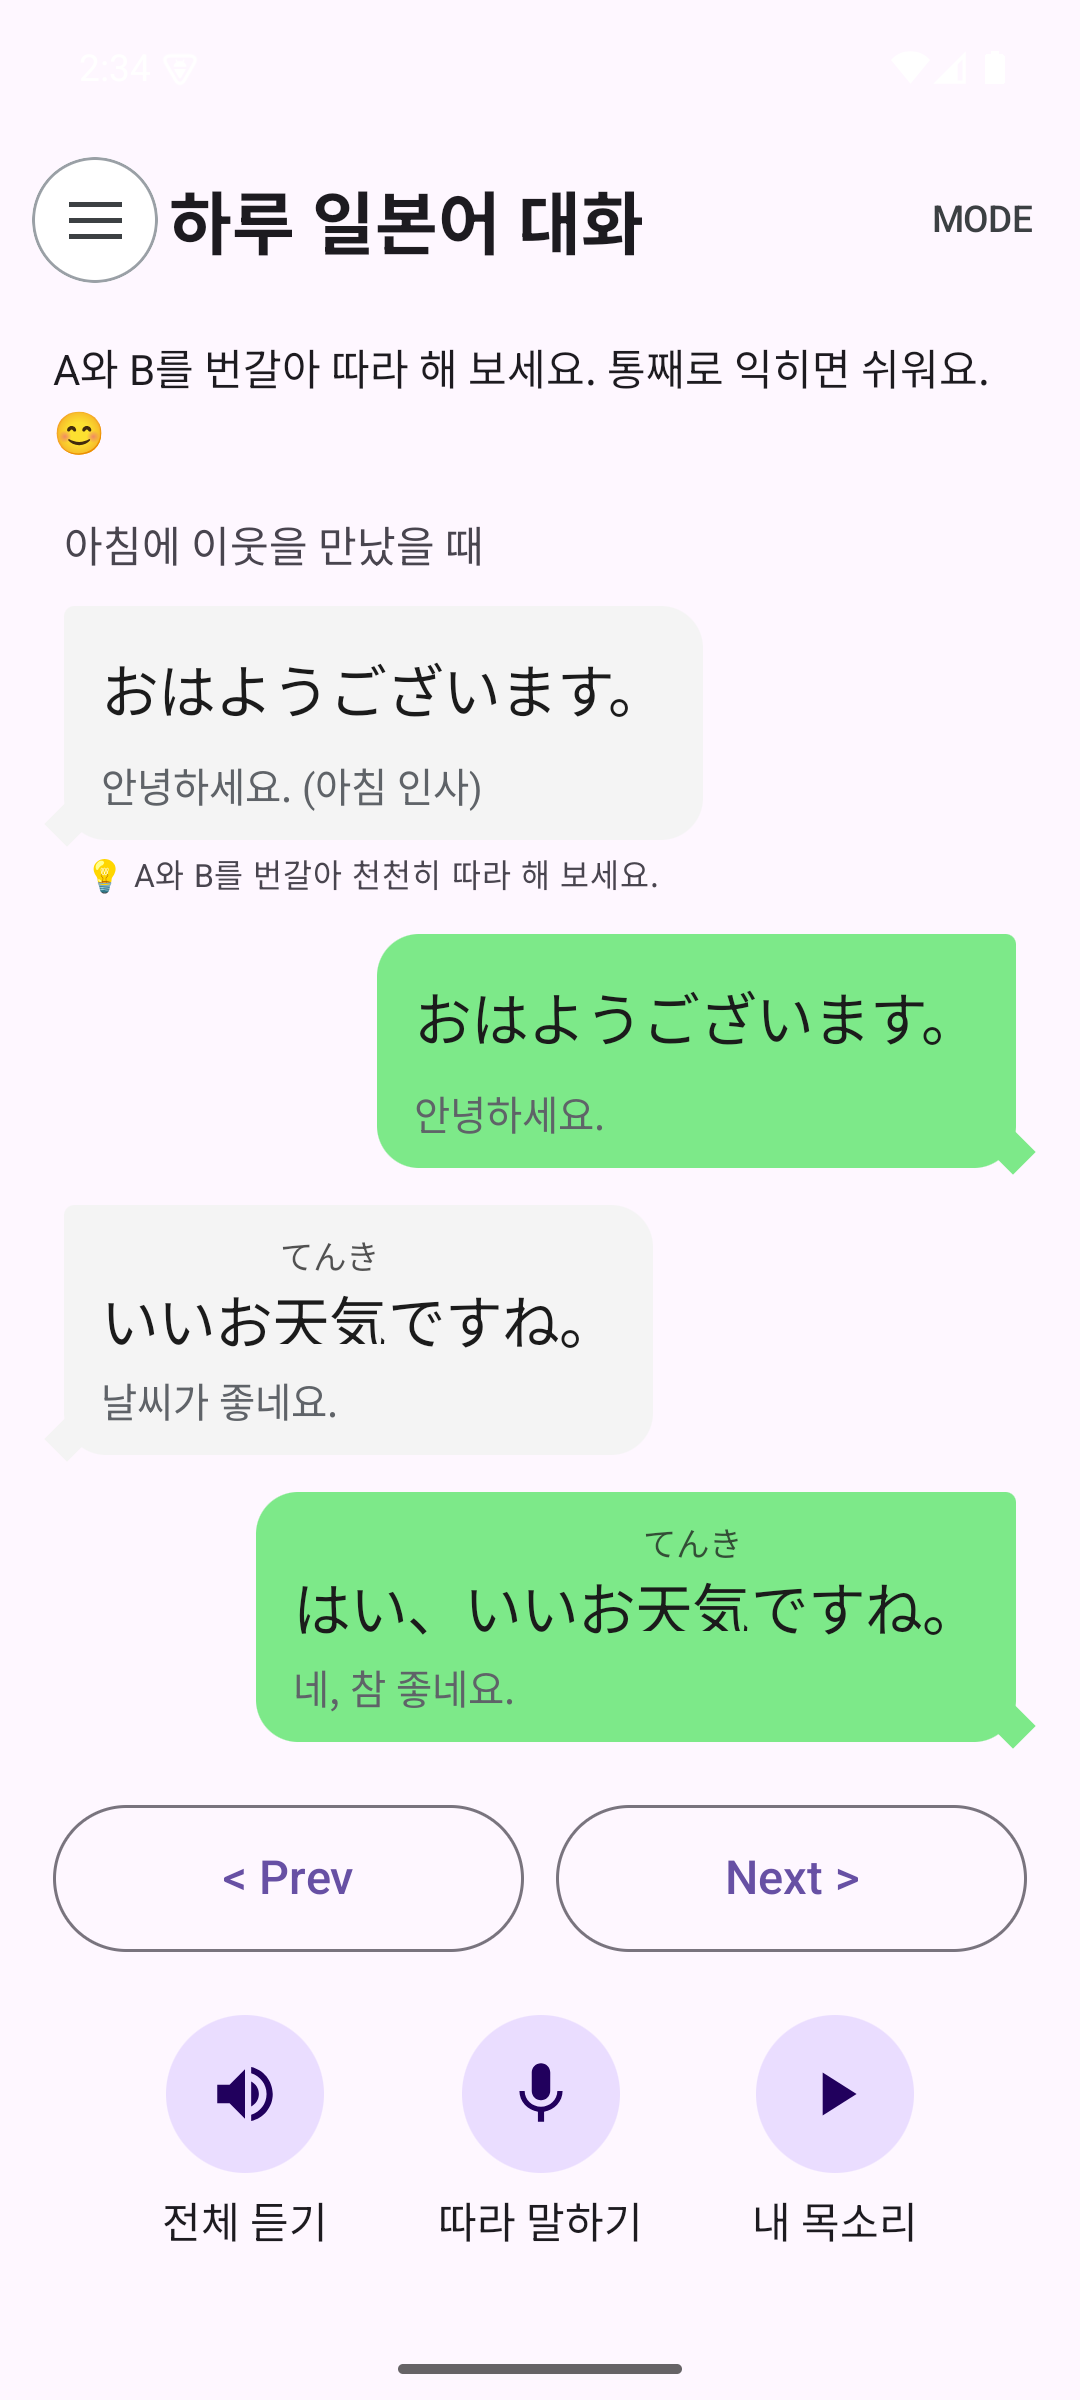 2:34
하루 일본어 대화
MODE
A와 B를 번갈아 따라 해 보세요. 통째로 익히면 쉬워요.
😊
아침에 이웃을 만났을 때
おはようございます。
안녕하세요. (아침 인사)
💡 A와 B를 번갈아 천천히 따라 해 보세요.
おはようございます。
안녕하세요.
てんき
いいお天気ですね。
날씨가 좋네요.
てんき
はい、いいお天気ですね。
네, 참 좋네요.
< Prev
Next >
전체 듣기
따라 말하기
내 목소리